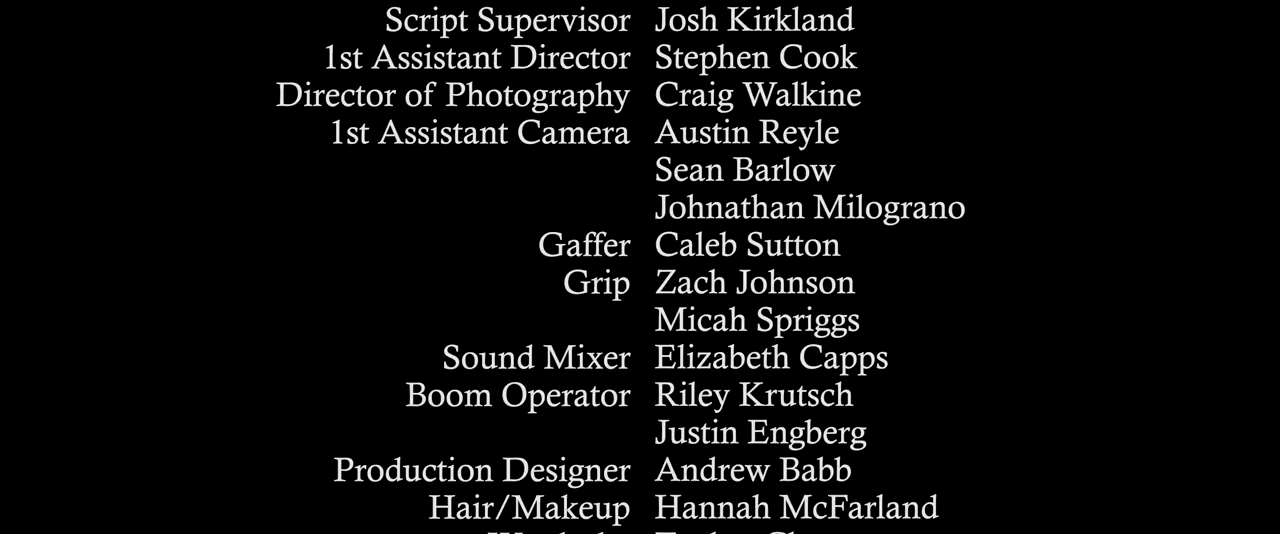 Script Supervisor Josh Kirkland
1st Assistant Director Stephen Cook
Director of Photography Craig Walkine
1st Assistant Camera Austin Reyle
Sean Barlow
Johnathan Milograno
Gaffer Caleb Sutton
Grip Zach Johnson
Micah Spriggs
Sound Mixer Elizabeth Capps
Boom Operator Riley Krutsch
Justin Engberg
Production Designer Andrew Babb
Hair/Makeup Hannah McFarland